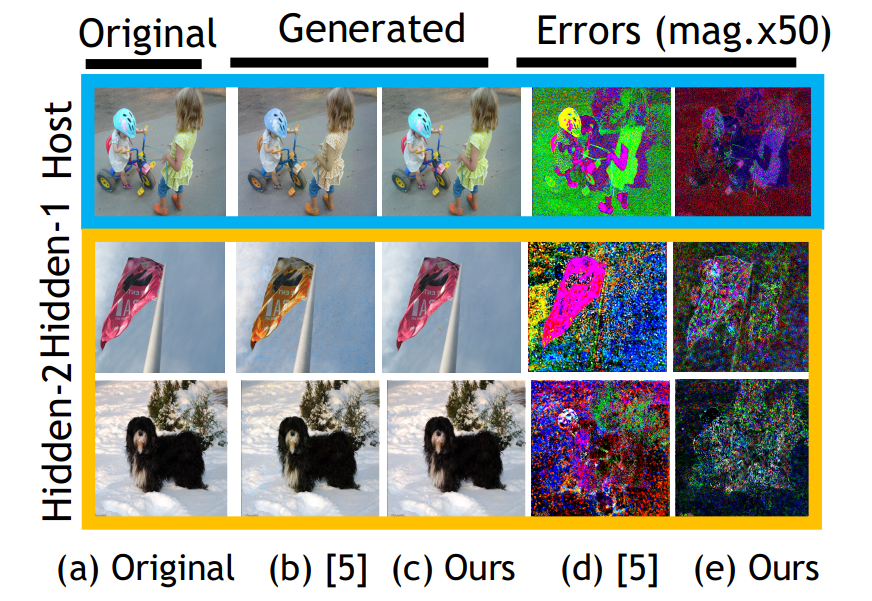 Original Generated Errors (mag.x50)
Host
Hidden-1
Hidden-2
(a) Original (b) [5] (c) Ours (d) [5] (e) Ours